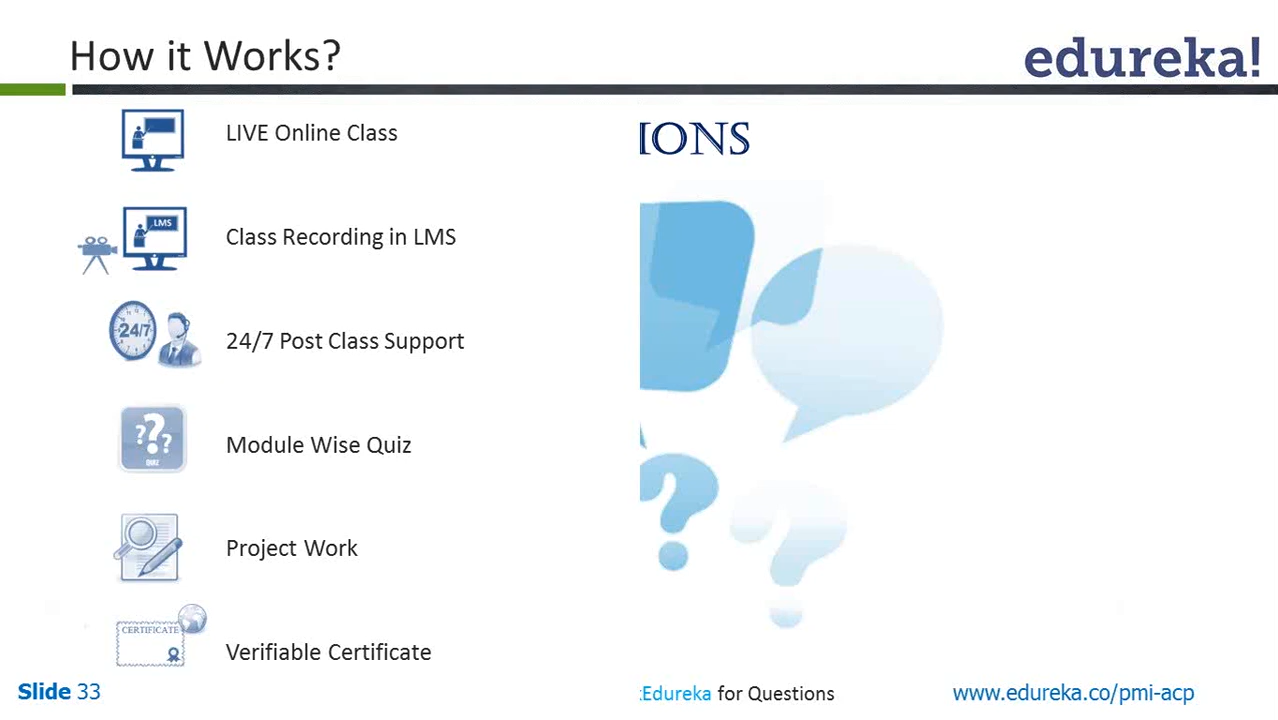 How it Works?
edureka!
LIVE Online Class
IONS
LMS
Class Recording in LMS
24/7
24/7 Post Class Support
Module Wise Quiz
QUIZ
Project Work
CERTIFICATE
Verifiable Certificate
Slide 33
Edureka for Questions
www.edureka.co/pmi-acp